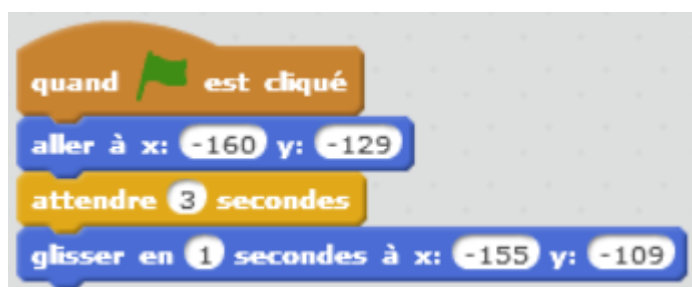 quand est cliqué
aller à x: -160 y: -129
attendre 3 secondes
glisser en 1 secondes à x: -155 y: -109